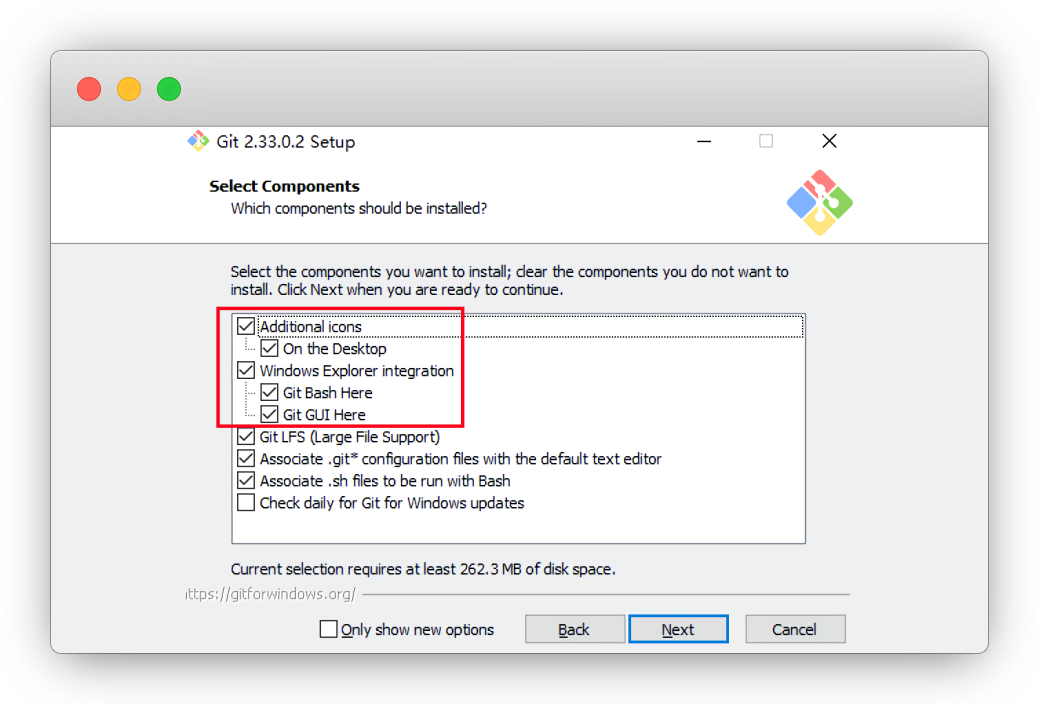 Git 2.33.0.2 Setup
Select Components
Which components should be installed?
Select the components you want to install; clear the components you do not want to
install. Click Next when you are ready to continue.
Additional icons
On the Desktop
Windows Explorer integration
Git Bash Here
Git GUI Here
Git LFS (Large File Support)
Associate .git* configuration files with the default text editor
Associate .sh files to be run with Bash
Check daily for Git for Windows updates
Current selection requires at least 262.3 MB of disk space.
ttps://gitforwindows.org/
Only show new options
Back
Next
Cancel